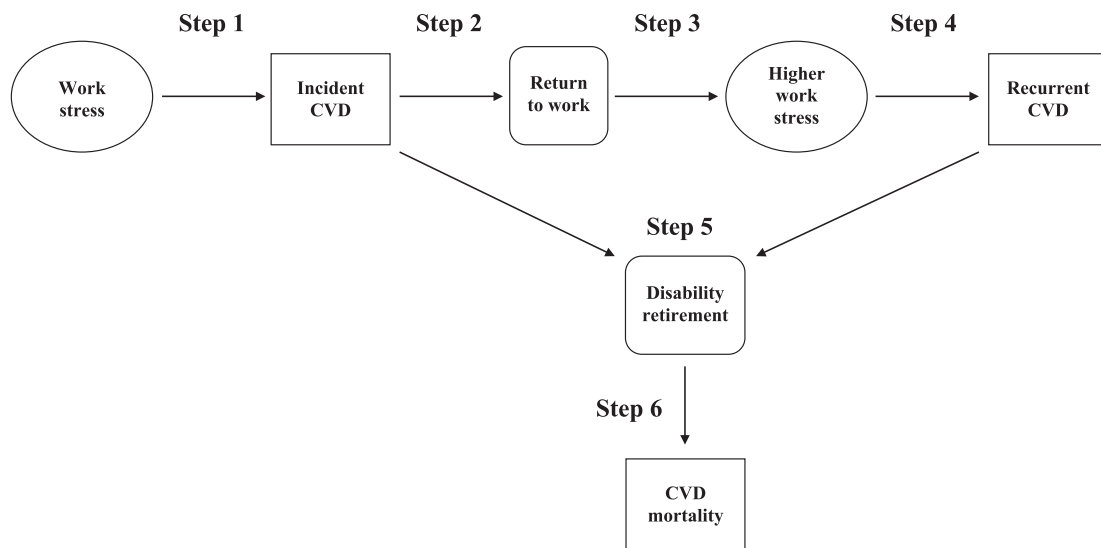 Step 1
Step 2
Step 3
Step 4
Work
stress
Incident
CVD
Return
to work
Higher
work
stress
Recurrent
CVD
Step 5
Disability
retirement
Step 6
CVD
mortality